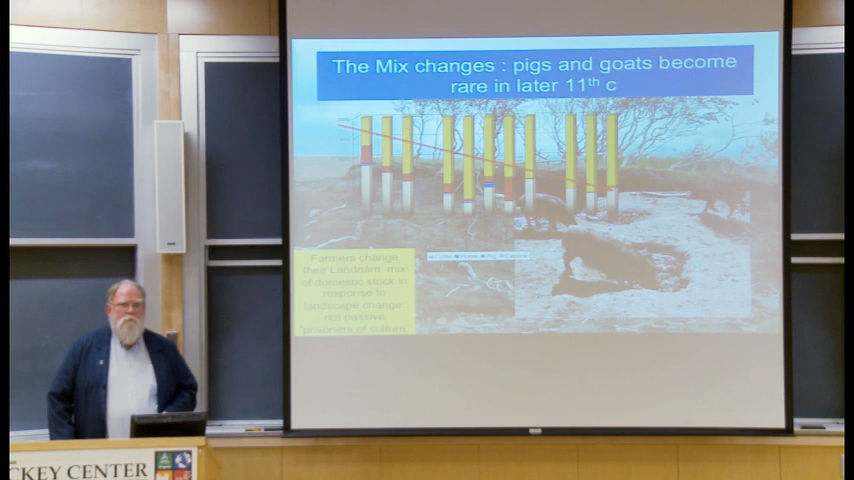 The Mix changes : pigs and goats become
rare in later 11th c
Farmers change
their Landnám mix
of domestic stock in
response to
landscape change:
not passive
"prisoners of culture"
Pig
CKEY CENTER